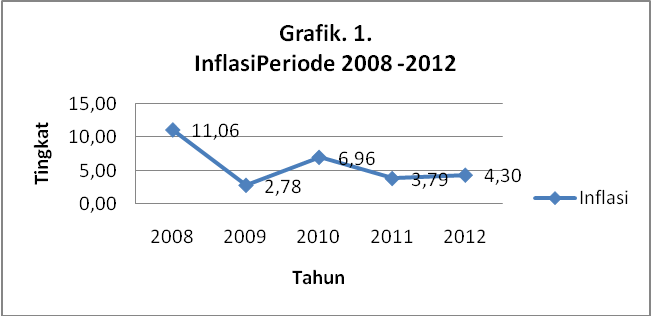 Grafik. 1.
InflasiPeriode 2008 -2012
Tingkat
15,00
10,00
5,00
0,00
11,06
2,78
6,96
3,79
4,30
2008 2009 2010 2011 2012
Tahun
Inflasi